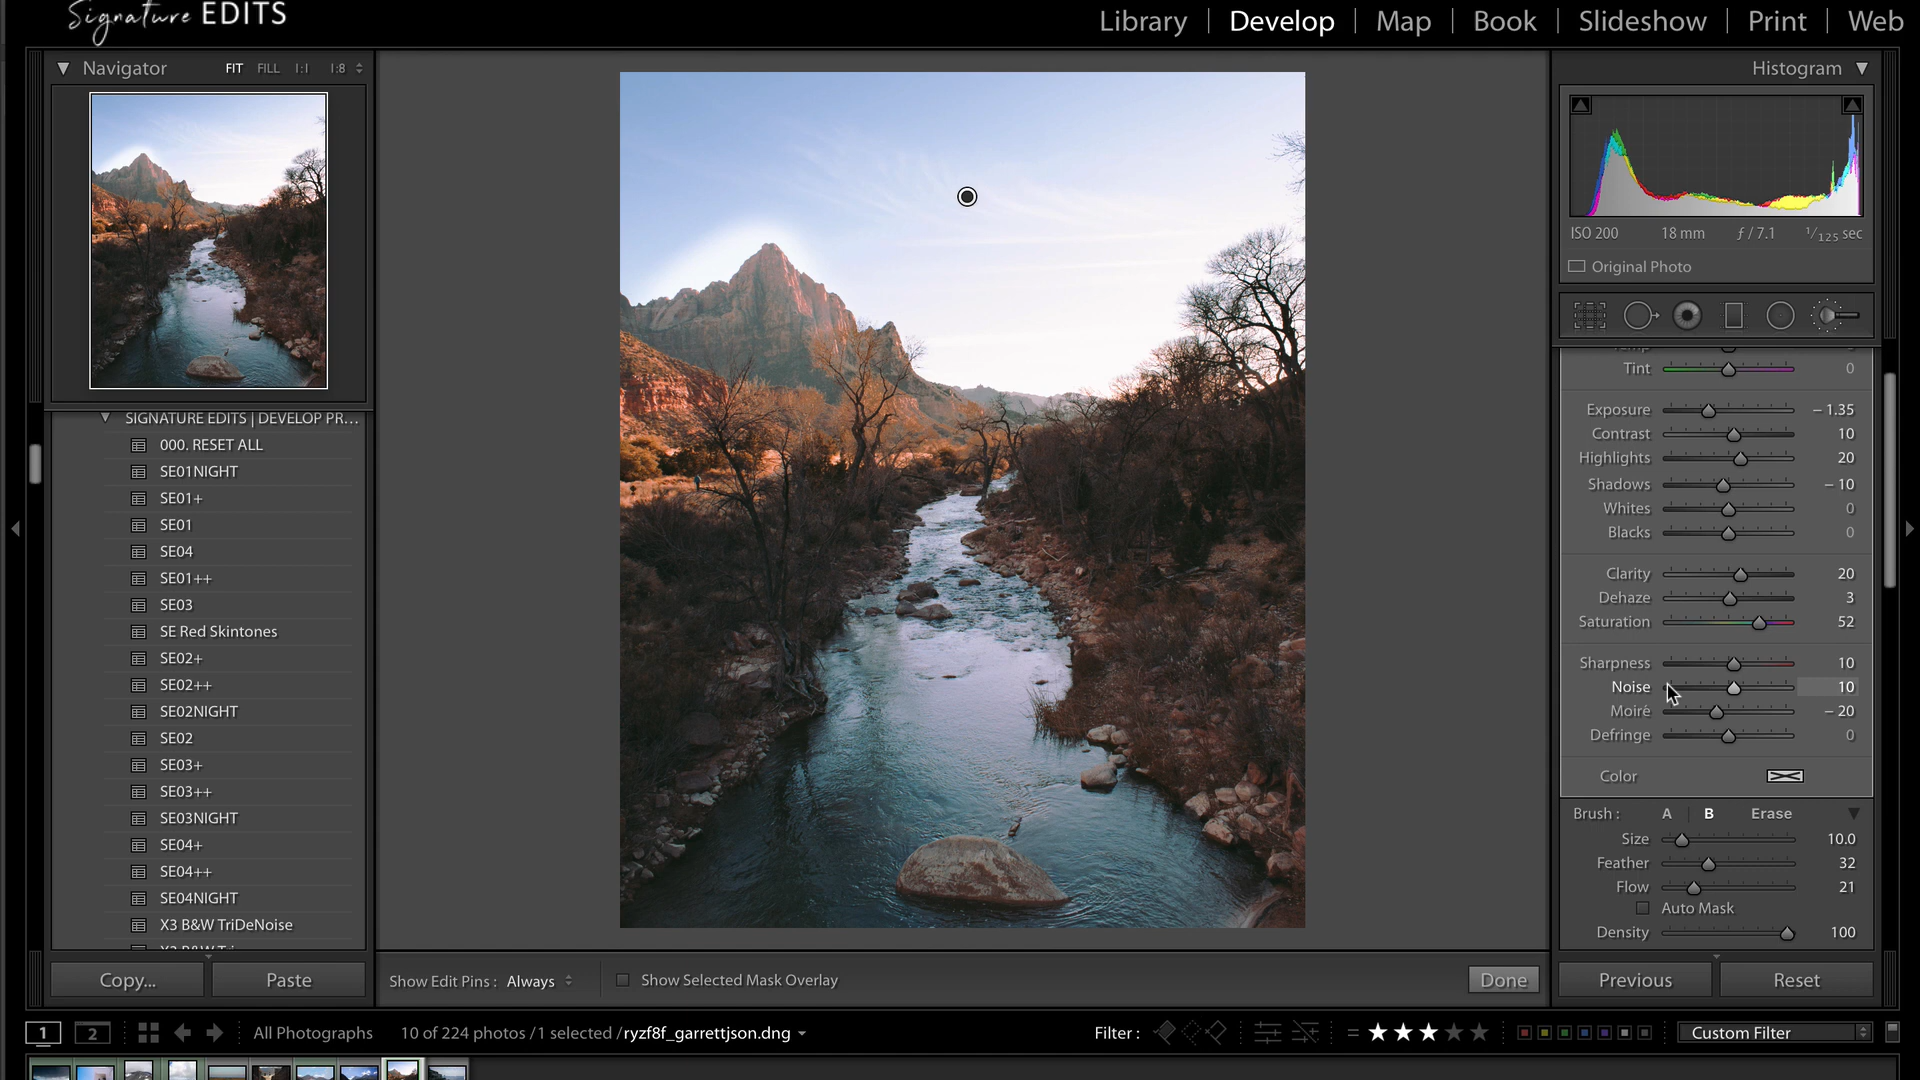 Signature EDITS
Library | Develop | Map | Book | Slideshow | Print | Web
Navigator FIT FILL 1:1 1:8
SIGNATURE EDITS | DEVELOP PR...
000. RESET ALL
SE01NIGHT
SE01+
SE01
SE04
SE01++
SE03
SE Red Skintones
SE02+
SE02++
SE02NIGHT
SE02
SE03+
SE03++
SE03NIGHT
SE04+
SE04++
SE04NIGHT
X3 B&W TriDeNoise
Copy... Paste
Show Edit Pins : Always
Show Selected Mask Overlay
Done
Histogram
ISO 200 18 mm ƒ / 7.1 1/125 sec
Original Photo
Tint 0
Exposure – 1.35
Contrast 10
Highlights 20
Shadows – 10
Whites 0
Blacks 0
Clarity 20
Dehaze 3
Saturation 52
Sharpness 10
Noise 10
Moiré – 20
Defringe 0
Color
Brush : A B Erase
Size 10.0
Feather 32
Flow 21
Auto Mask
Density 100
Previous Reset
1 2 All Photographs 10 of 224 photos /1 selected /ryzf8f_garrettjson.dng
Filter : = ★★★★★ Custom Filter